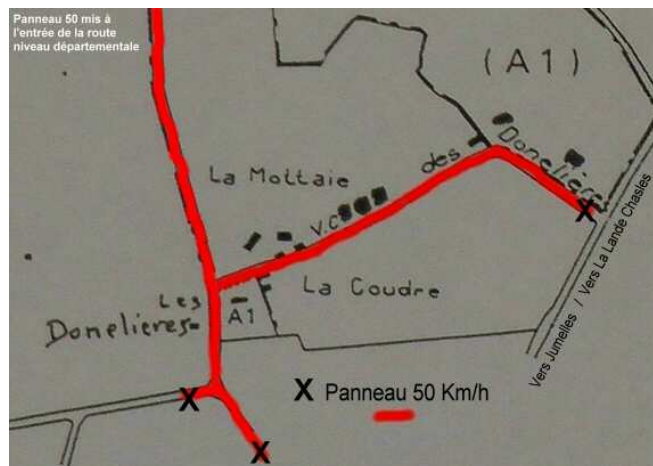 Panneau 50 mis à
l'entrée de la route
niveau départementale
(A1)
des Donelières
La Mottaie
V.C
La Coudre
Les
Donelieres
A1
Vers Jumelles / Vers La Lande Chasles
X Panneau 50 Km/h